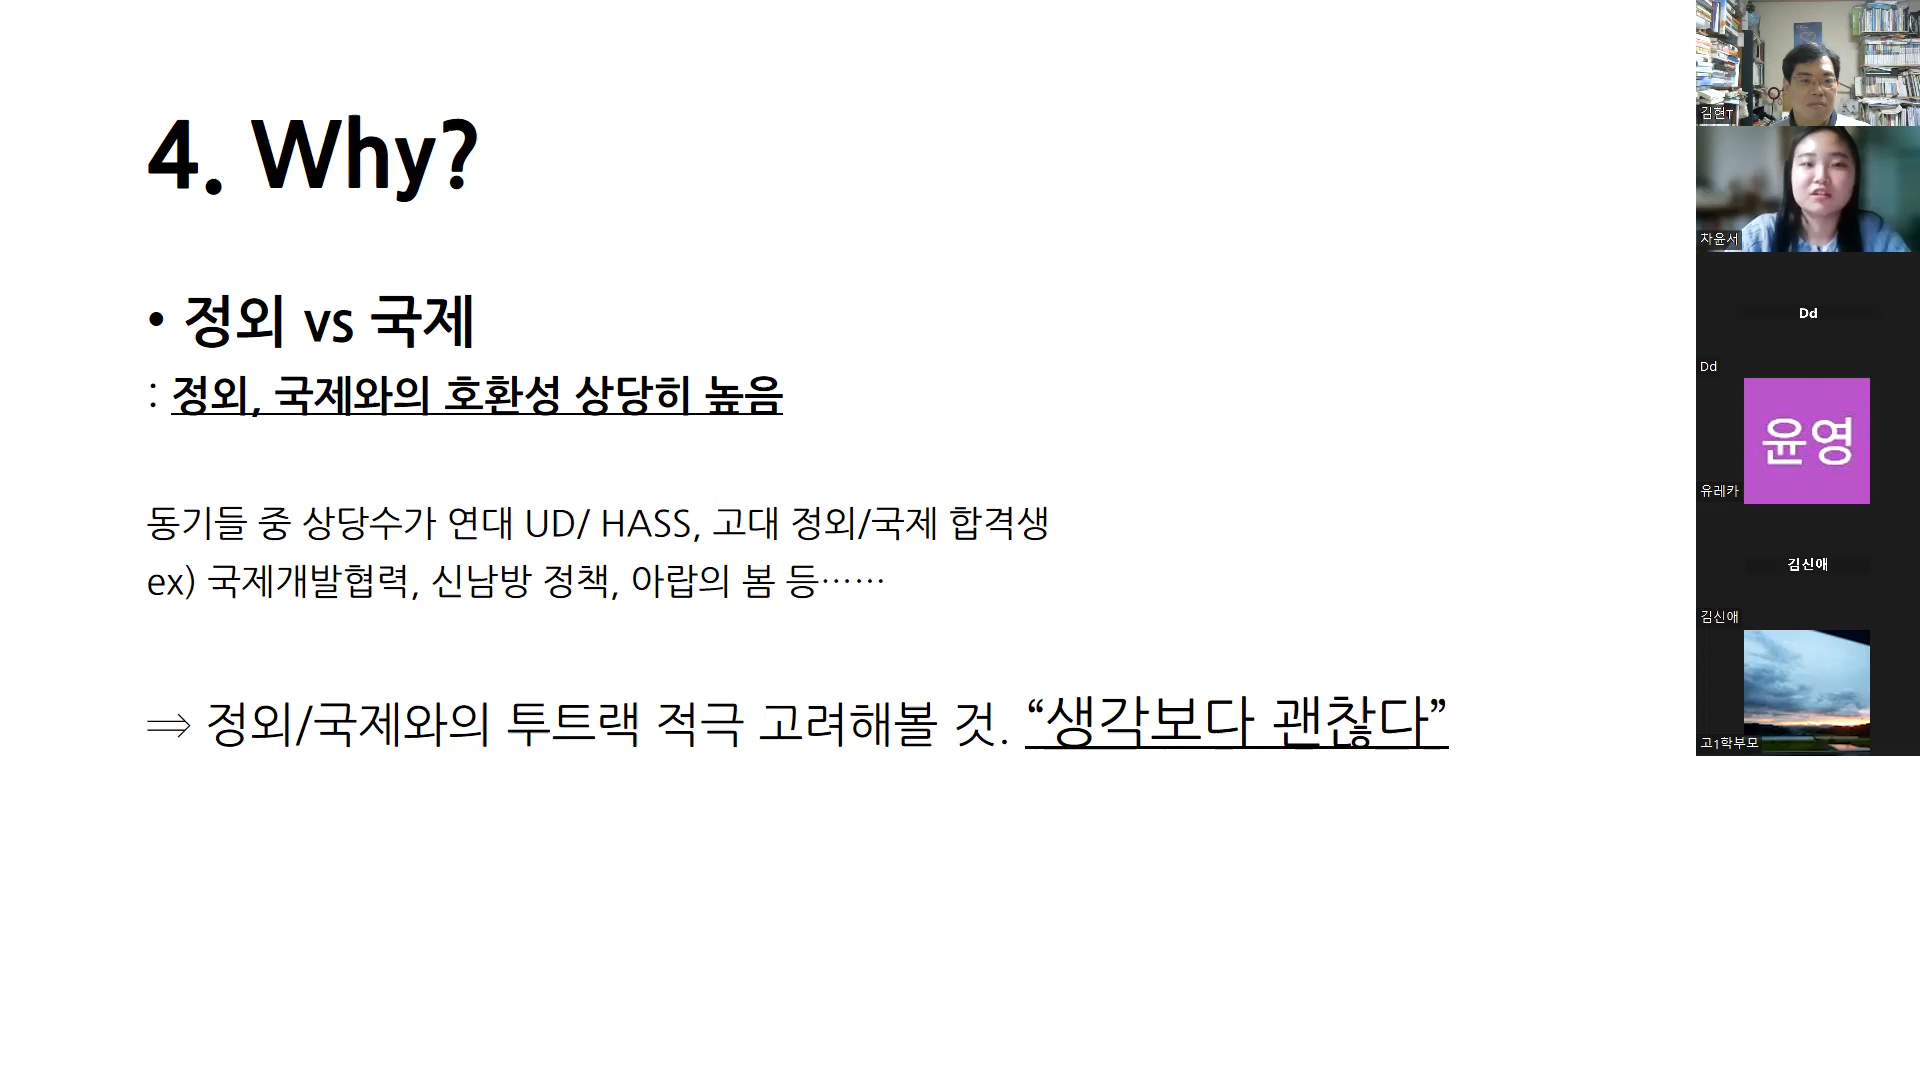 4. Why?
• 정외 vs 국제
: 정외, 국제와의 호환성 상당히 높음
동기들 중 상당수가 연대 UD/ HASS, 고대 정외/국제 합격생
ex) 국제개발협력, 신남방 정책, 아랍의 봄 등……
⇒ 정외/국제와의 투트랙 적극 고려해볼 것. “생각보다 괜찮다”
김현T
차윤서
Dd
Dd
윤영
유레카
김신애
김신애
고1학부모